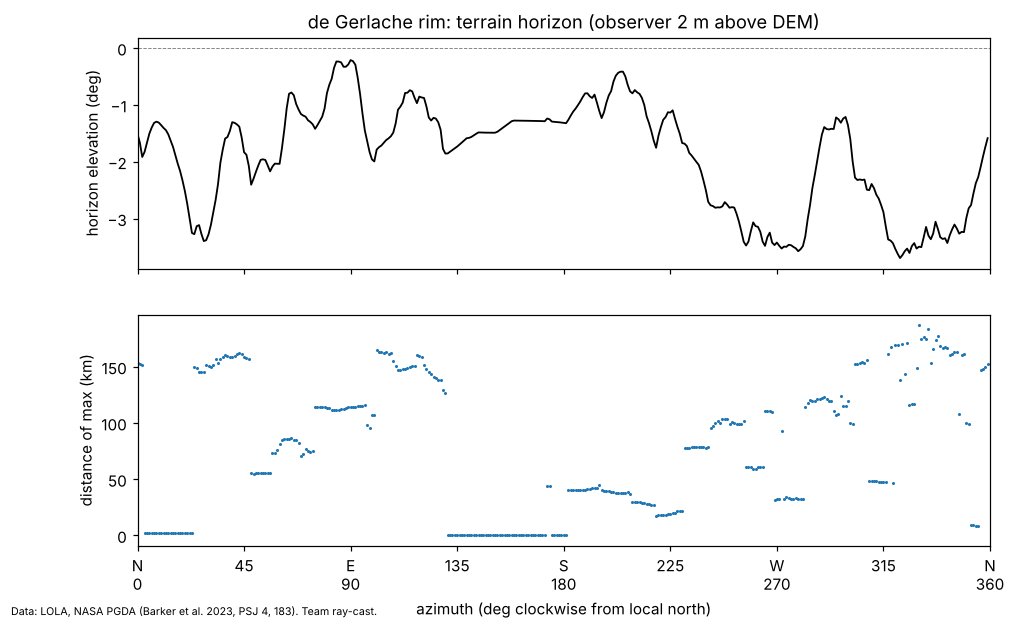 de Gerlache rim: terrain horizon (observer 2 m above DEM)
horizon elevation (deg)
0
−1
−2
−3
distance of max (km)
150
100
50
0
N 45 E 135 S 225 W 315 N
0 90 180 270 360
azimuth (deg clockwise from local north)
Data: LOLA, NASA PGDA (Barker et al. 2023, PSJ 4, 183). Team ray-cast.